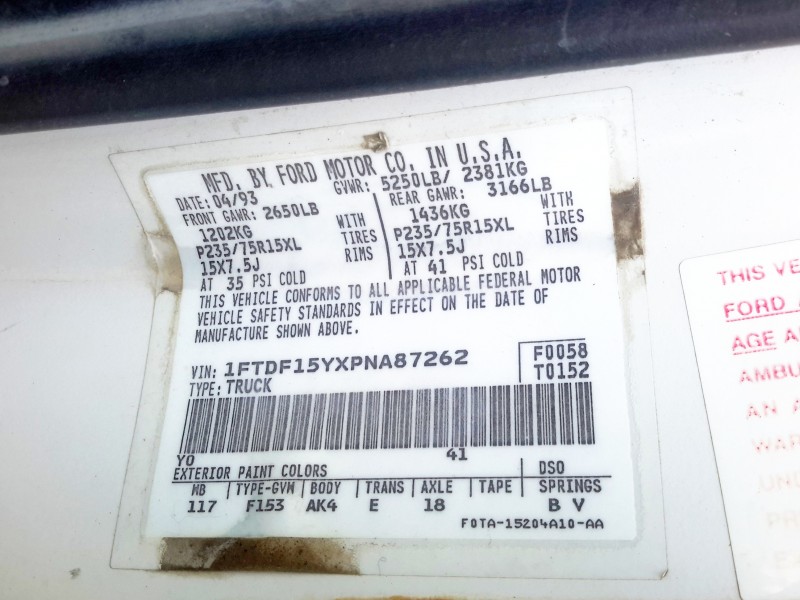 MFD. BY FORD MOTOR CO. IN U.S.A.
DATE: 04/93 GVWR: 5250LB/ 2381KG
FRONT GAWR: 2650LB REAR GAWR: 3166LB
1202KG WITH 1436KG WITH
P235/75R15XL TIRES P235/75R15XL TIRES
15X7.5J RIMS 15X7.5J RIMS
AT 35 PSI COLD AT 41 PSI COLD
THIS VEHICLE CONFORMS TO ALL APPLICABLE FEDERAL MOTOR
VEHICLE SAFETY STANDARDS IN EFFECT ON THE DATE OF
MANUFACTURE SHOWN ABOVE.
VIN: 1FTDF15YXPNA87262 F0058
TYPE: TRUCK T0152
YO 41
EXTERIOR PAINT COLORS DSO
WB TYPE-GVW BODY TRANS AXLE TAPE SPRINGS
117 F153 AK4 E 18 B V
F0TA-15204A10-AA
THIS VE
FORD
AGE A
AMBU
AN A
WAR
UNL
PR